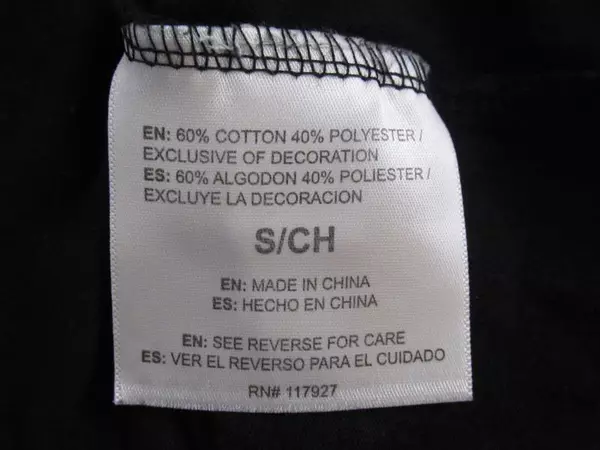 EN: 60% COTTON 40% POLYESTER /
EXCLUSIVE OF DECORATION
ES: 60% ALGODON 40% POLIESTER /
EXCLUYE LA DECORACION
S/CH
EN: MADE IN CHINA
ES: HECHO EN CHINA
EN: SEE REVERSE FOR CARE
ES: VER EL REVERSO PARA EL CUIDADO
RN# 117927